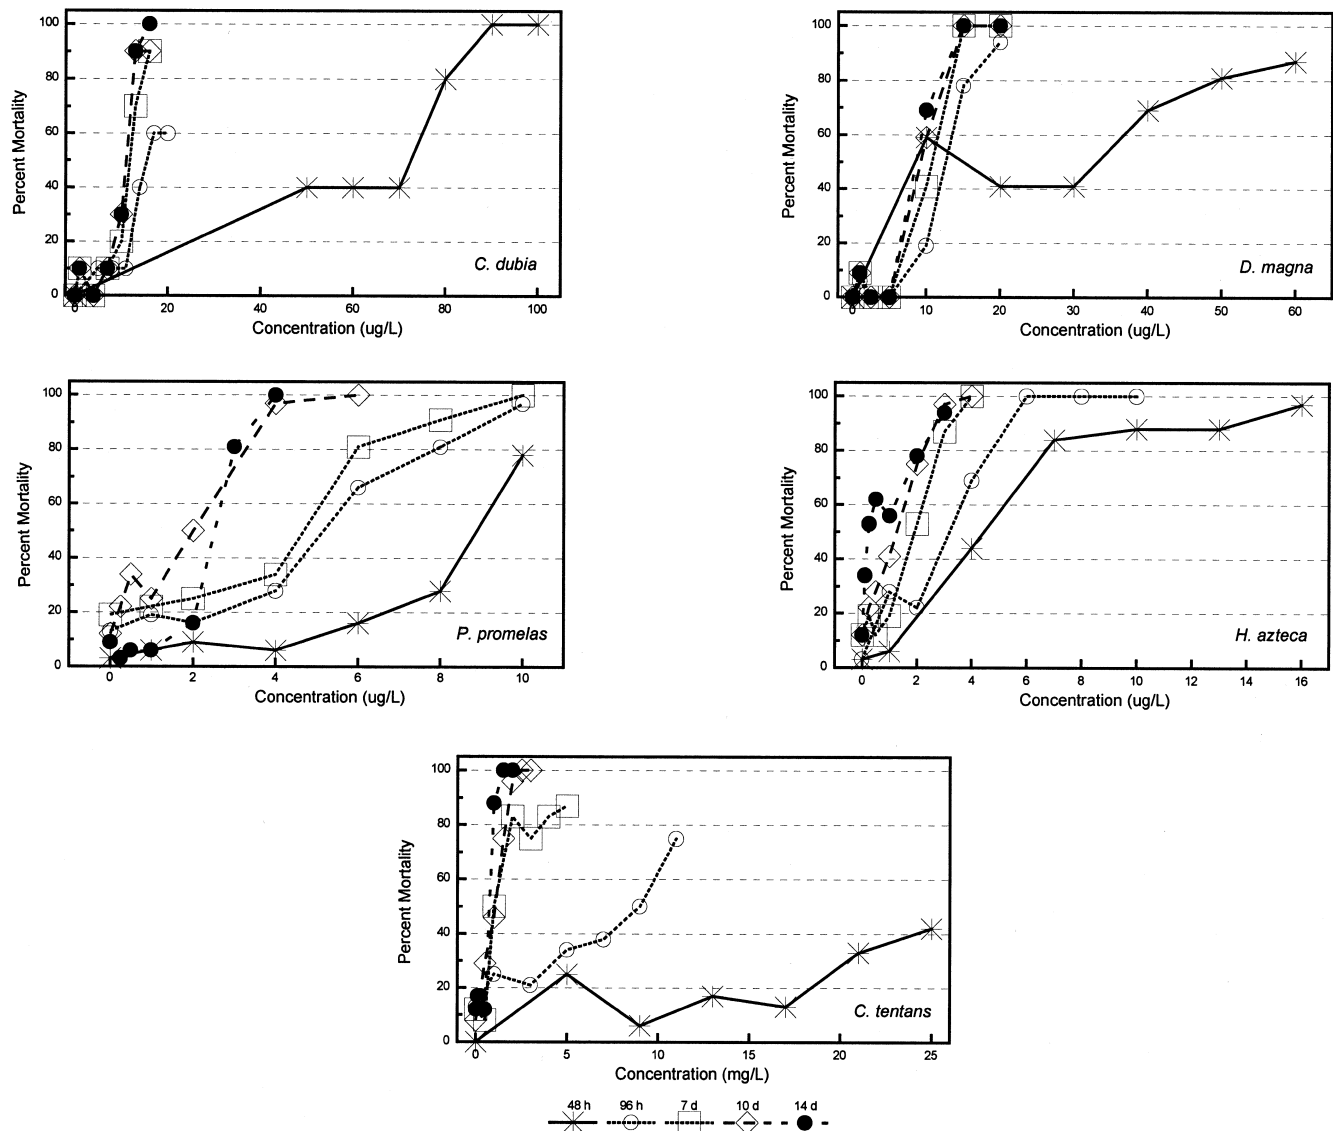 100
80
60
40
20
0
Percent Mortality
0 20 40 60 80 100
Concentration (ug/L)
C. dubia
100
80
60
40
20
0
Percent Mortality
0 10 20 30 40 50 60
Concentration (ug/L)
D. magna
100
80
60
40
20
0
Percent Mortality
0 2 4 6 8 10
Concentration (ug/L)
P. promelas
100
80
60
40
20
0
Percent Mortality
0 2 4 6 8 10 12 14 16
Concentration (ug/L)
H. azteca
100
80
60
40
20
0
Percent Mortality
0 5 10 15 20 25
Concentration (mg/L)
C. tentans
48 h 96 h 7 d 10 d 14 d